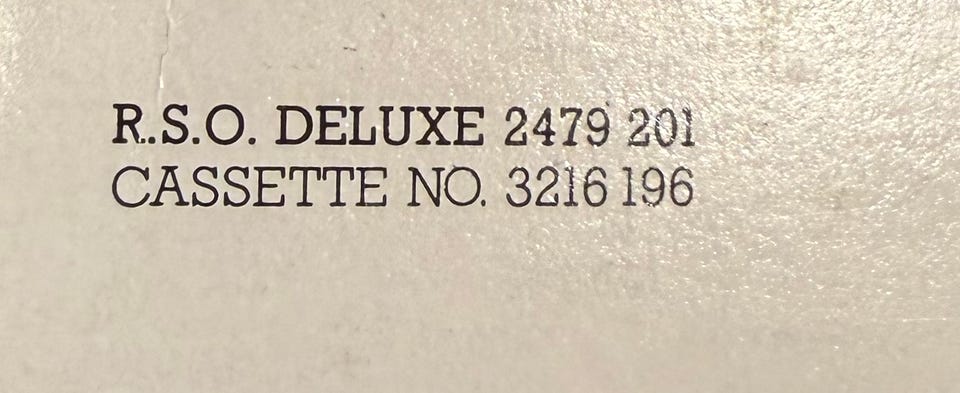 R.S.O. DELUXE 2479 201
CASSETTE NO. 3216 196